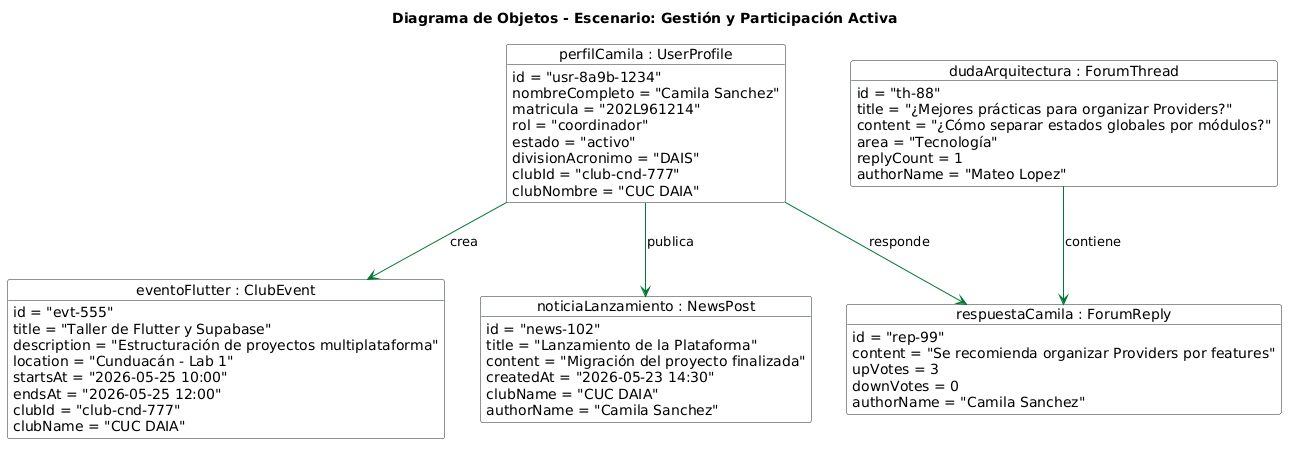 Diagrama de Objetos - Escenario: Gestión y Participación Activa
perfilCamila : UserProfile
id = "usr-8a9b-1234"
nombreCompleto = "Camila Sanchez"
matricula = "202L961214"
rol = "coordinador"
estado = "activo"
divisionAcronimo = "DAIS"
clubId = "club-cnd-777"
clubNombre = "CUC DAIA"
dudaArquitectura : ForumThread
id = "th-88"
title = "¿Mejores prácticas para organizar Providers?"
content = "¿Cómo separar estados globales por módulos?"
area = "Tecnología"
replyCount = 1
authorName = "Mateo Lopez"
crea
publica
responde
contiene
eventoFlutter : ClubEvent
id = "evt-555"
title = "Taller de Flutter y Supabase"
description = "Estructuración de proyectos multiplataforma"
location = "Cunduacán - Lab 1"
startsAt = "2026-05-25 10:00"
endsAt = "2026-05-25 12:00"
clubId = "club-cnd-777"
clubName = "CUC DAIA"
noticiaLanzamiento : NewsPost
id = "news-102"
title = "Lanzamiento de la Plataforma"
content = "Migración del proyecto finalizada"
createdAt = "2026-05-23 14:30"
clubName = "CUC DAIA"
authorName = "Camila Sanchez"
respuestaCamila : ForumReply
id = "rep-99"
content = "Se recomienda organizar Providers por features"
upVotes = 3
downVotes = 0
authorName = "Camila Sanchez"